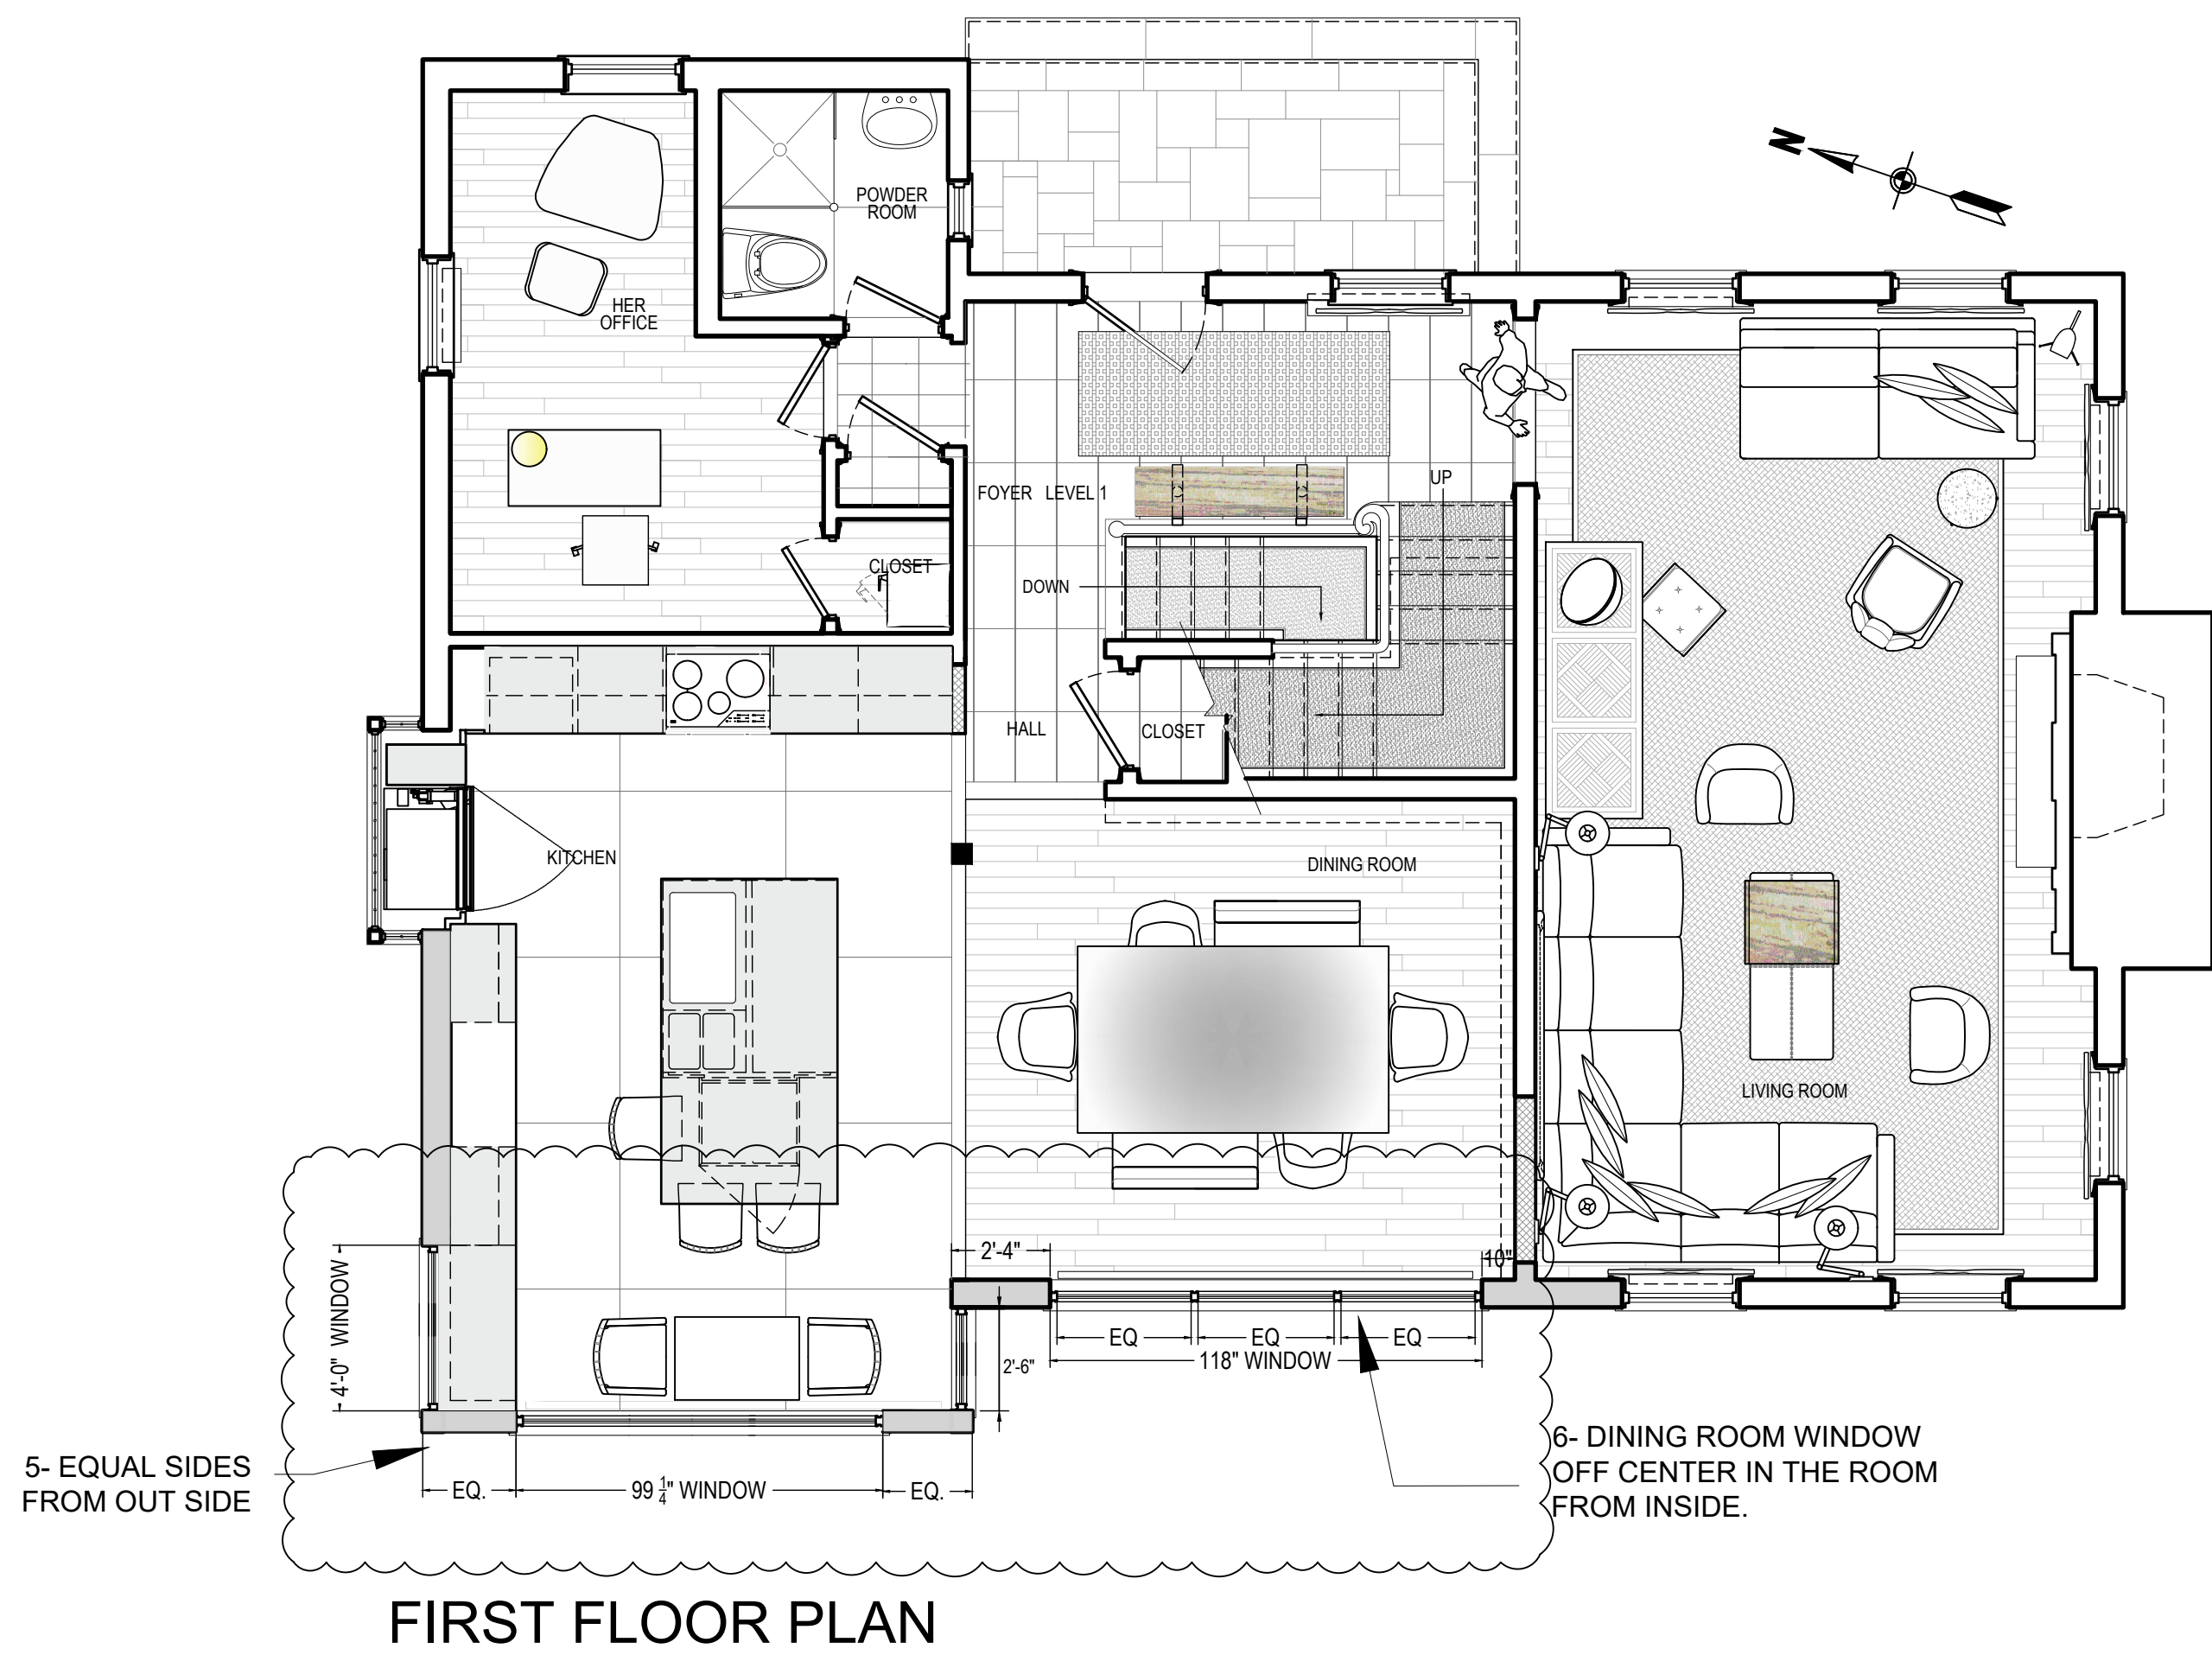 N
POWDER
ROOM
HER
OFFICE
UP
FOYER LEVEL 1
CLOSET
DOWN
HALL
CLOSET
KITCHEN
DINING ROOM
LIVING ROOM
2'-4"
10"
4'-0" WINDOW
EQ
EQ
EQ
118" WINDOW
2'-6"
6- DINING ROOM WINDOW
OFF CENTER IN THE ROOM
FROM INSIDE.
5- EQUAL SIDES
FROM OUT SIDE
EQ.
99 1/4" WINDOW
EQ.
FIRST FLOOR PLAN